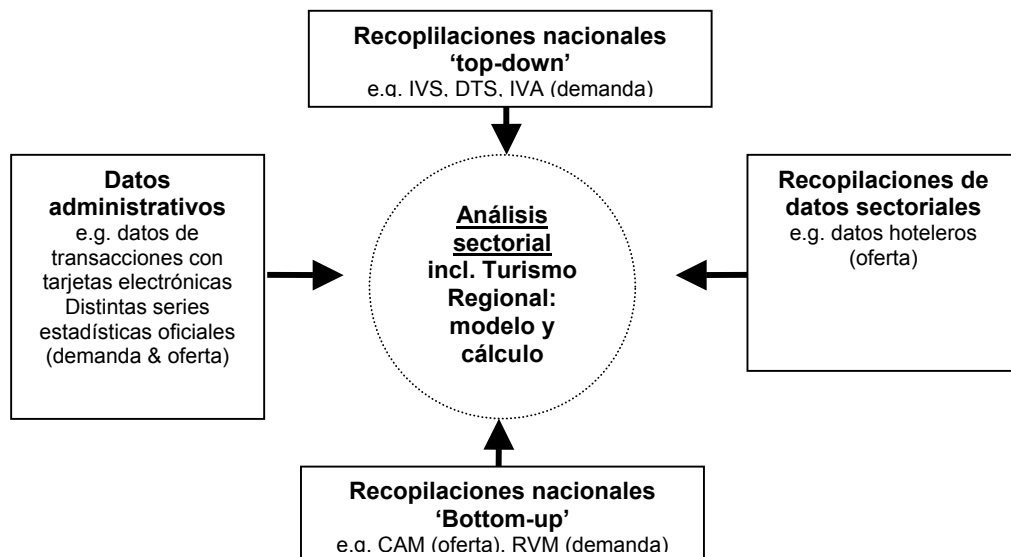 Recoplilaciones nacionales
‘top-down’
e.g. IVS, DTS, IVA (demanda)
Datos
administrativos
e.g. datos de
transacciones con
tarjetas electrónicas
Distintas series
estadísticas oficiales
(demanda & oferta)
Análisis
sectorial
incl. Turismo
Regional:
modelo y
cálculo
Recopilaciones de
datos sectoriales
e.g. datos hoteleros
(oferta)
Recopilaciones nacionales
‘Bottom-up’
e.g. CAM (oferta), RVM (demanda)